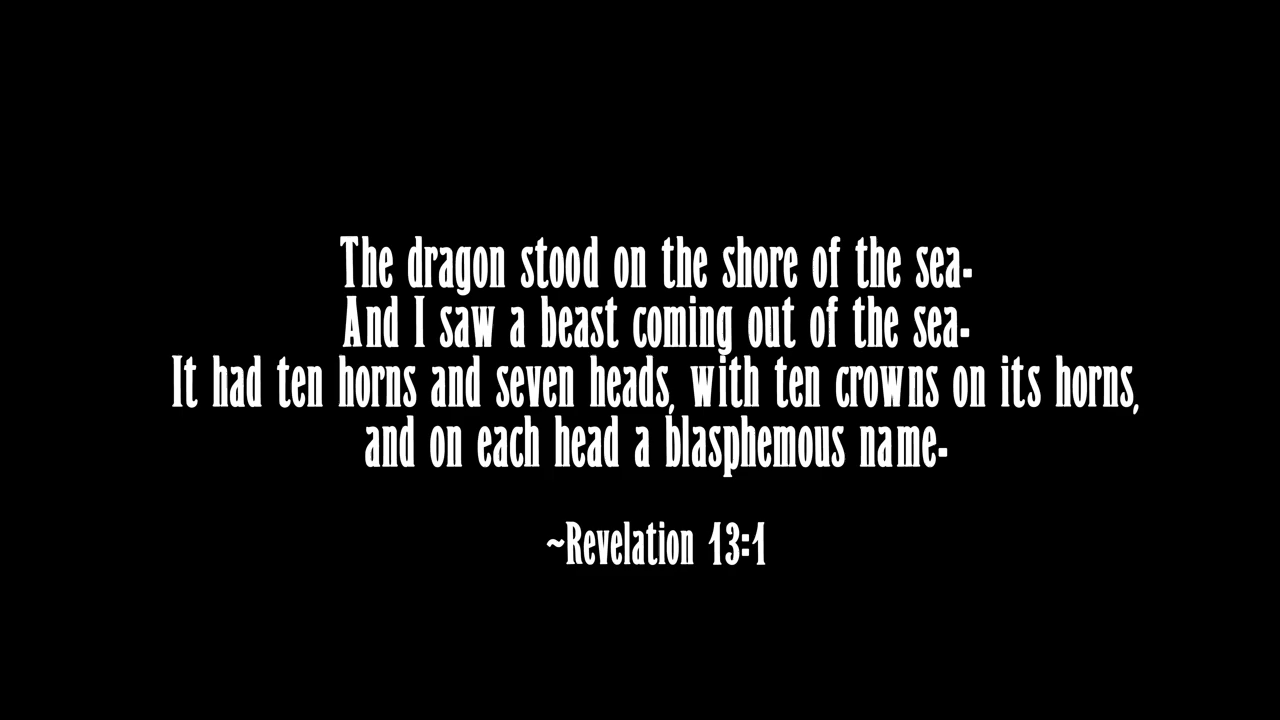 The dragon stood on the shore of the sea.
And I saw a beast coming out of the sea.
It had ten horns and seven heads, with ten crowns on its horns,
and on each head a blasphemous name.
~Revelation 13:1